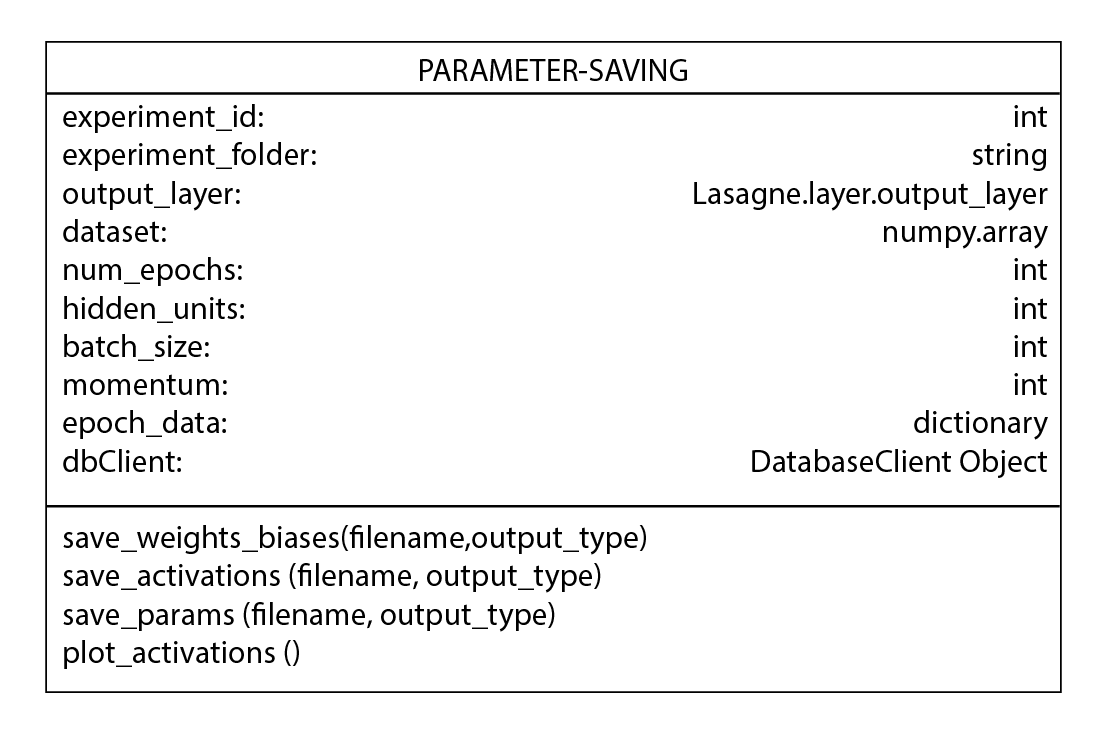 PARAMETER-SAVING
experiment_id: int
experiment_folder: string
output_layer: Lasagne.layer.output_layer
dataset: numpy.array
num_epochs: int
hidden_units: int
batch_size: int
momentum: int
epoch_data: dictionary
dbClient: DatabaseClient Object
save_weights_biases(filename,output_type)
save_activations (filename, output_type)
save_params (filename, output_type)
plot_activations ()